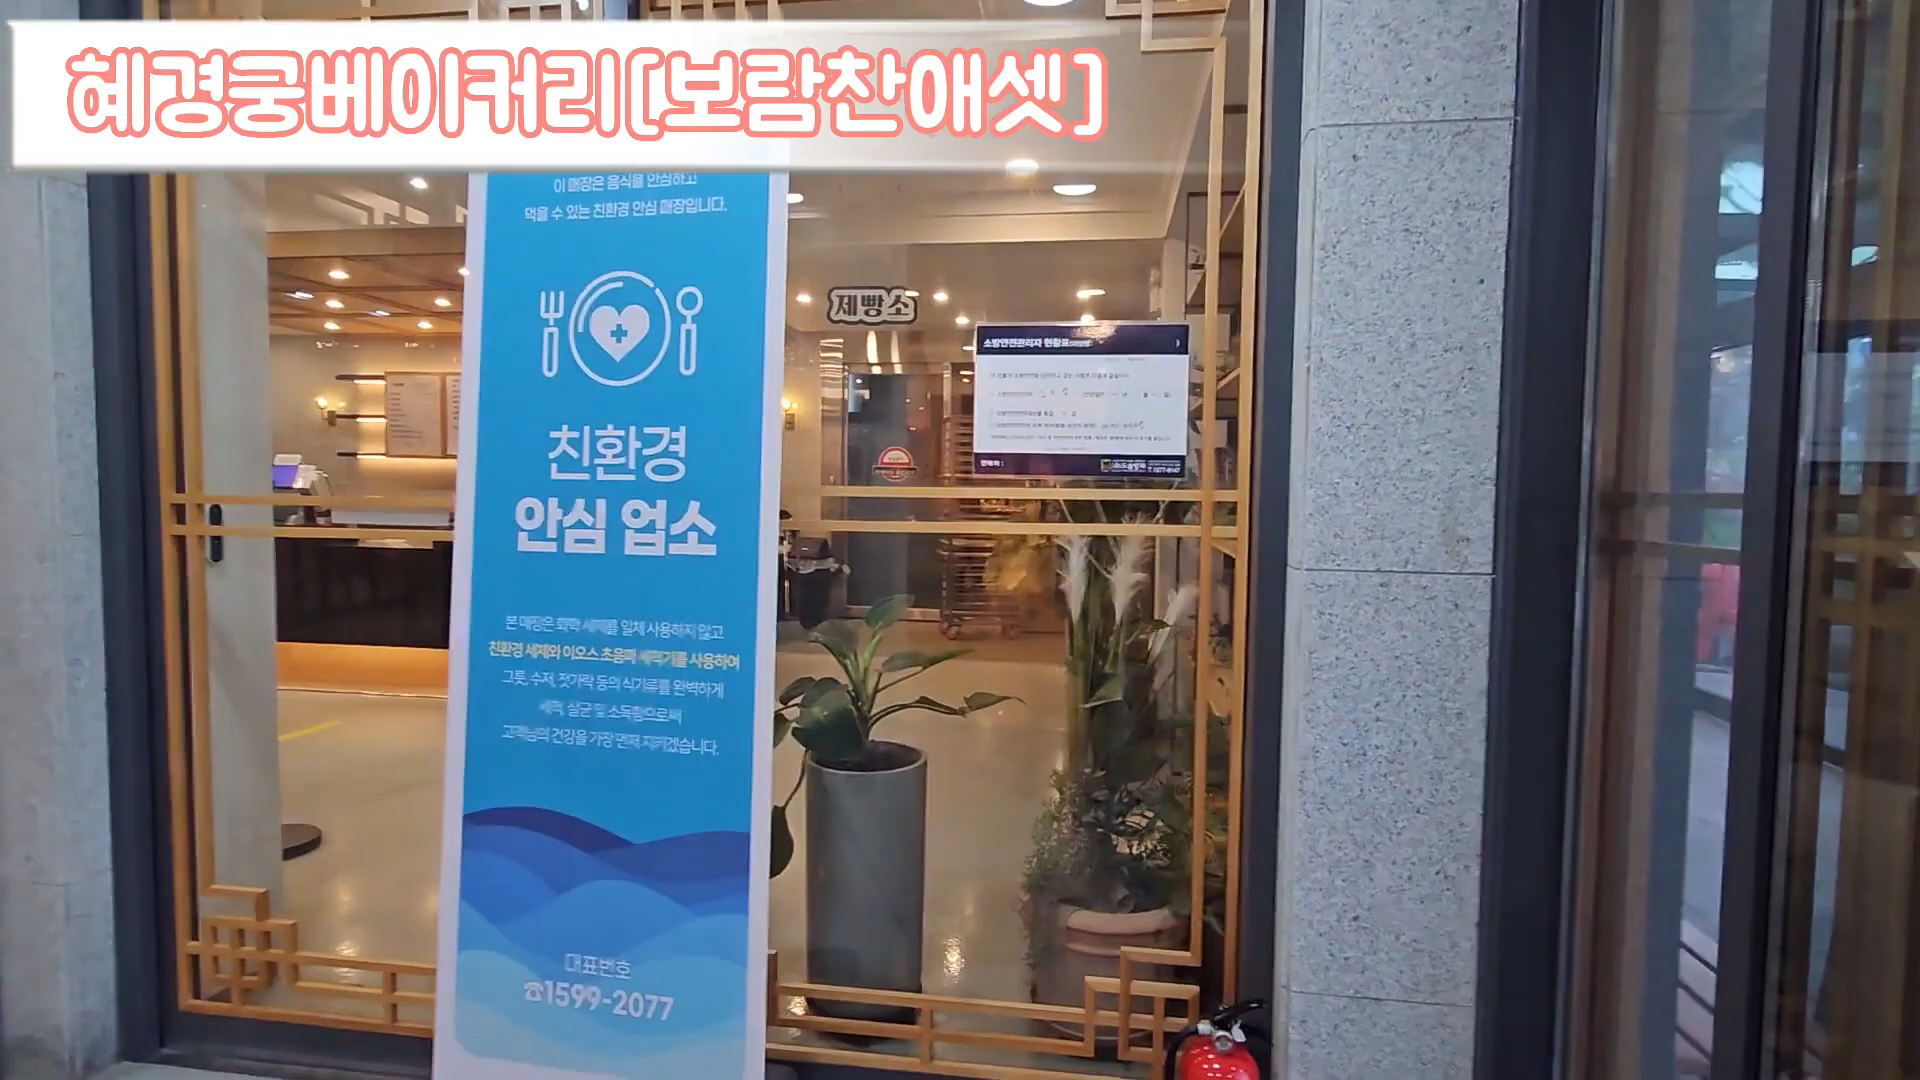 혜경궁베이커리[보람찬애셋]
이 매장은 음식을 안심하고
먹을 수 있는 친환경 안심 매장입니다.
제빵소
소방안전관리자 현황표
친환경
안심 업소
본 매장은 화학 세제를 일체 사용하지 않고
친환경 세제와 이오스 초음파 세척기를 사용하여
그릇, 수저, 젓가락 등의 식기류를 완벽하게
세척, 살균 및 소독함으로써
고객님의 건강을 가장 먼저 지키겠습니다.
연락처 :
T.1577-8147
대표번호
☎1599-2077